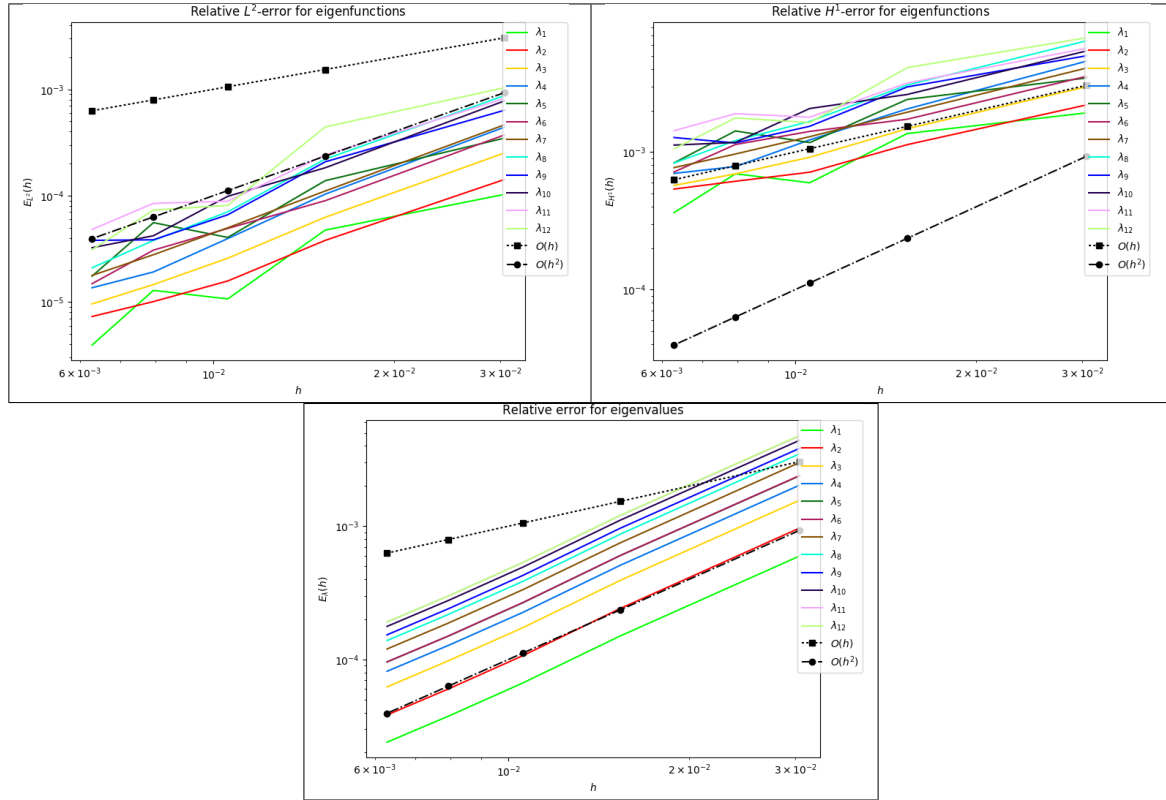 Relative L²-error for eigenfunctions
E_{L²}(h)
10⁻³
10⁻⁴
10⁻⁵
6 × 10⁻³
10⁻²
2 × 10⁻²
3 × 10⁻²
h
λ₁
λ₂
λ₃
λ₄
λ₅
λ₆
λ₇
λ₈
λ₉
λ₁₀
λ₁₁
λ₁₂
O(h)
O(h²)
Relative H¹-error for eigenfunctions
E_{H¹}(h)
10⁻³
10⁻⁴
6 × 10⁻³
10⁻²
2 × 10⁻²
3 × 10⁻²
h
λ₁
λ₂
λ₃
λ₄
λ₅
λ₆
λ₇
λ₈
λ₉
λ₁₀
λ₁₁
λ₁₂
O(h)
O(h²)
Relative error for eigenvalues
E_λ(h)
10⁻³
10⁻⁴
6 × 10⁻³
10⁻²
2 × 10⁻²
3 × 10⁻²
h
λ₁
λ₂
λ₃
λ₄
λ₅
λ₆
λ₇
λ₈
λ₉
λ₁₀
λ₁₁
λ₁₂
O(h)
O(h²)